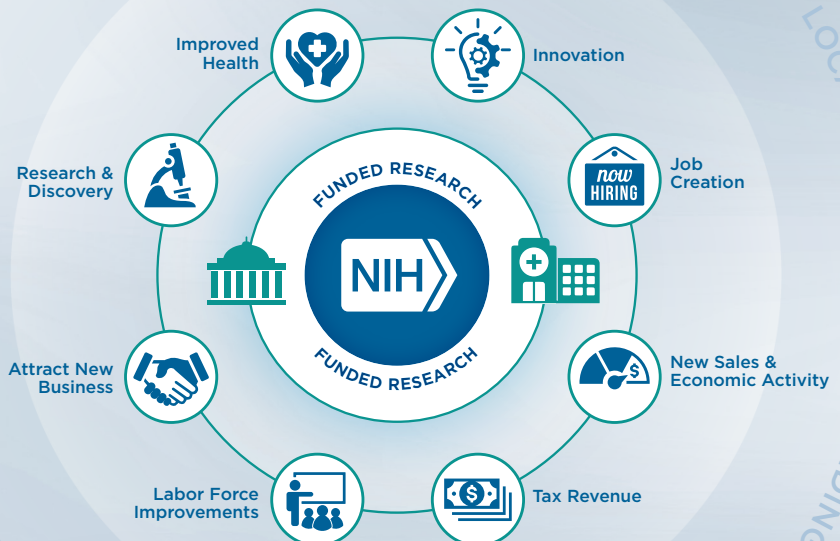 Improved
Health
Innovation
Research &
Discovery
now
HIRING
Job
Creation
FUNDED RESEARCH
NIH
FUNDED RESEARCH
Attract New
Business
$
New Sales &
Economic Activity
Labor Force
Improvements
$
Tax Revenue